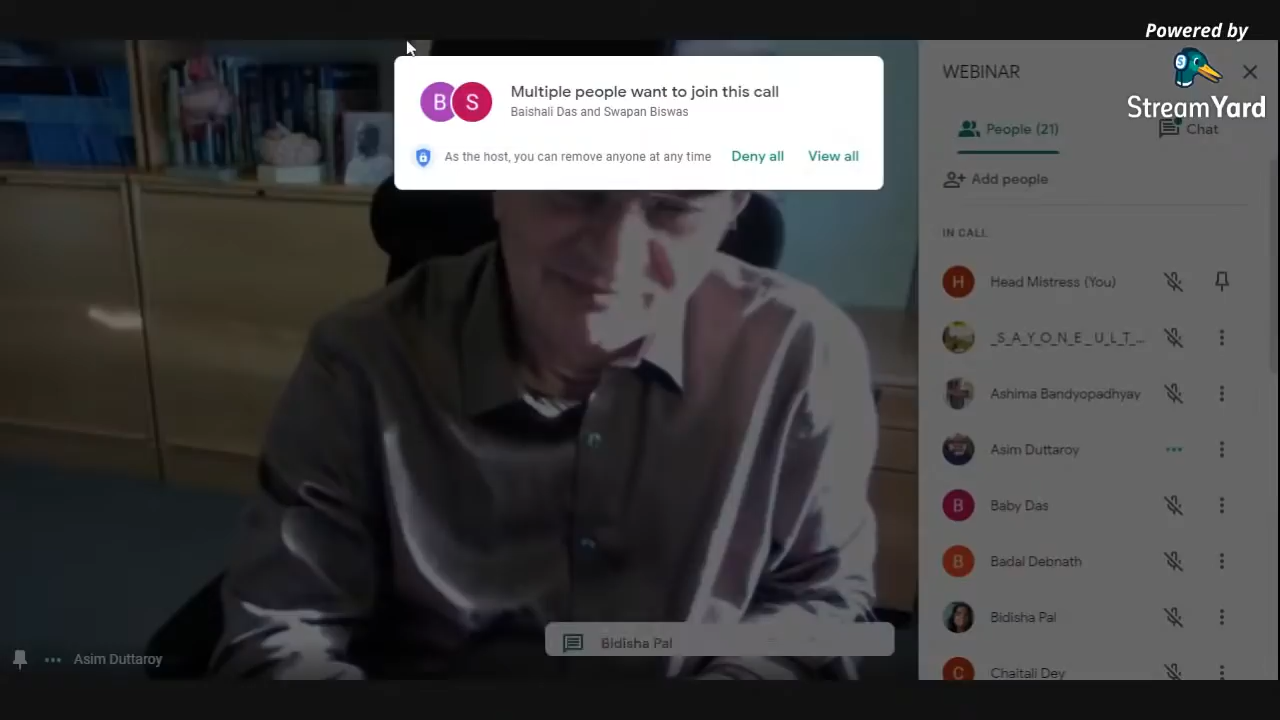 Powered by
StreamYard
B S
Multiple people want to join this call
Baishali Das and Swapan Biswas
As the host, you can remove anyone at any time
Deny all
View all
WEBINAR
People (21)
Chat
Add people
IN CALL
H
Head Mistress (You)
_S_A_Y_O_N_E_U_L_T_...
Ashima Bandyopadhyay
Asim Duttaroy
B
Baby Das
B
Badal Debnath
Bidisha Pal
C
Chaitali Dey
Bidisha Pal
Asim Duttaroy